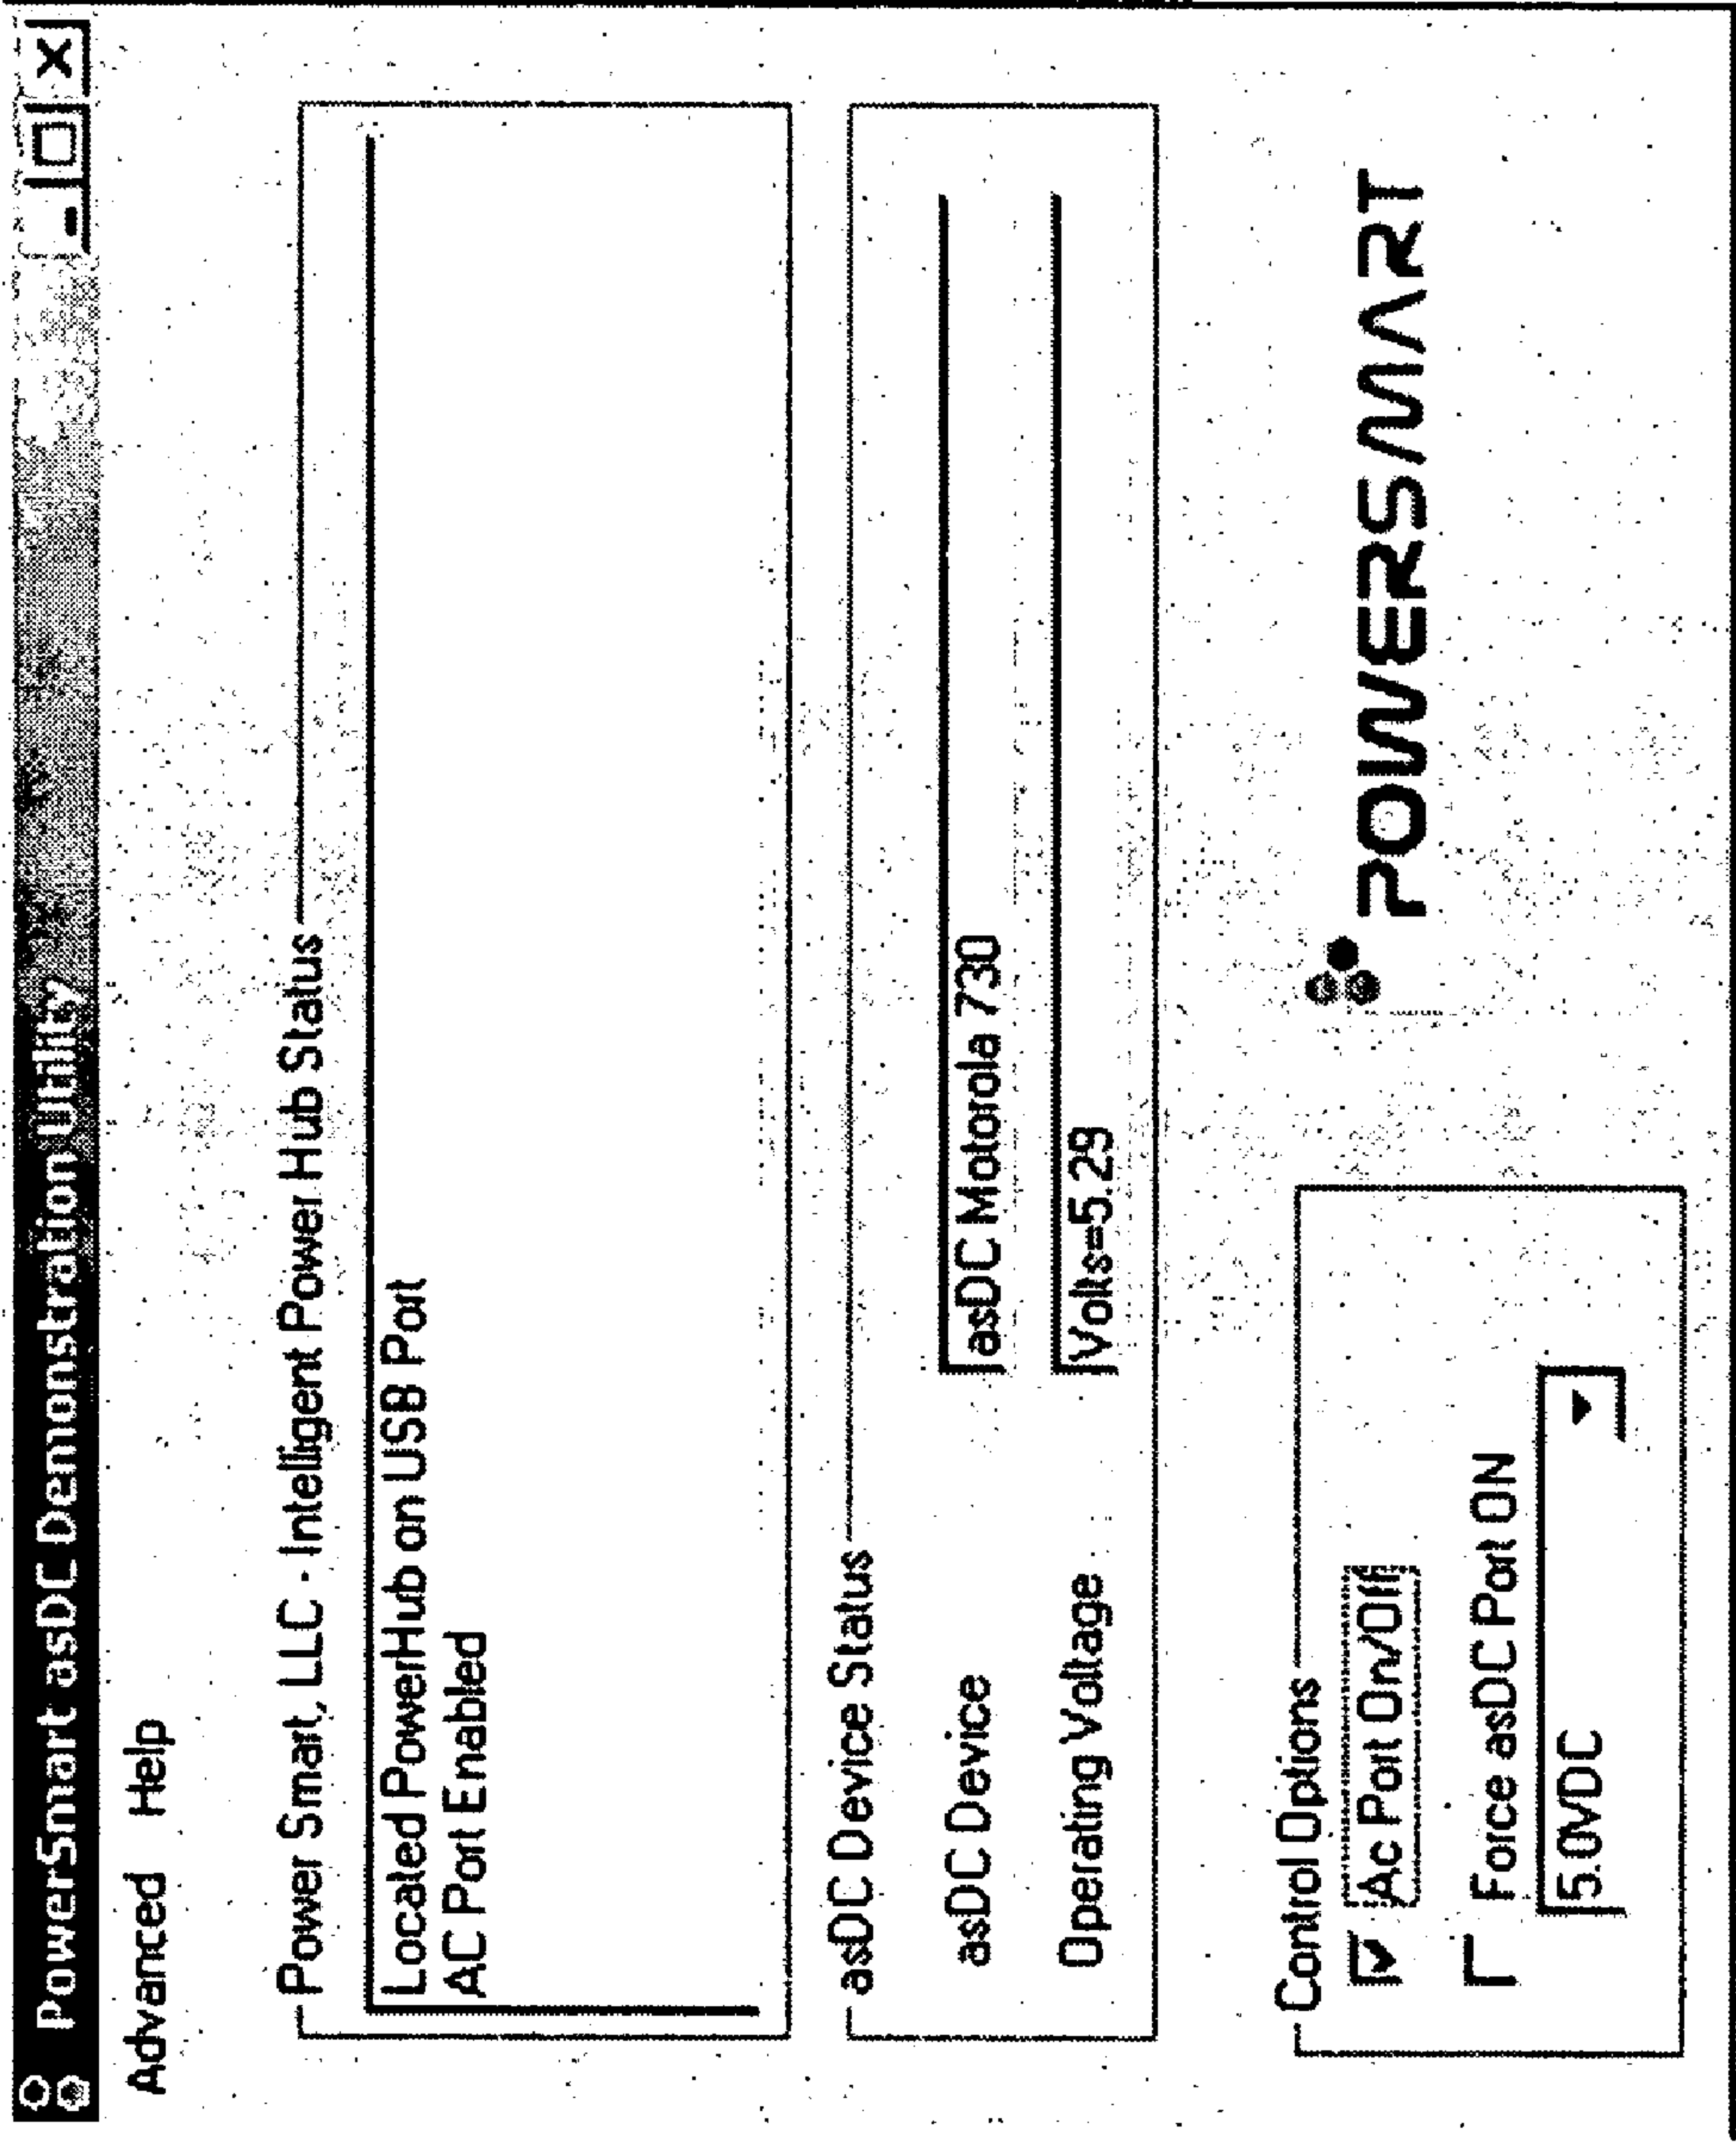 PowerSmart asDC Demonstration Utility
Advanced Help
Power Smart, LLC - Intelligent Power Hub Status
Located PowerHub on USB Port
AC Port Enabled
asDC Device Status
asDC Device
asDC Motorola 730
Operating Voltage
Volts=5.29
Control Options
Ac Port On/Off
Force asDC Port ON
5.0VDC
POWERSMART